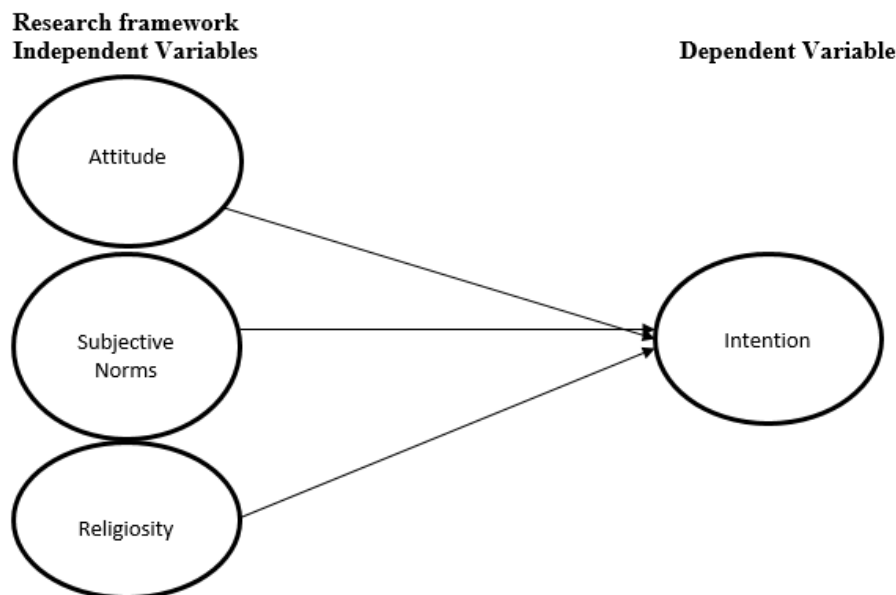 Research framework
Independent Variables
Dependent Variable
Attitude
Subjective
Norms
Intention
Religiosity